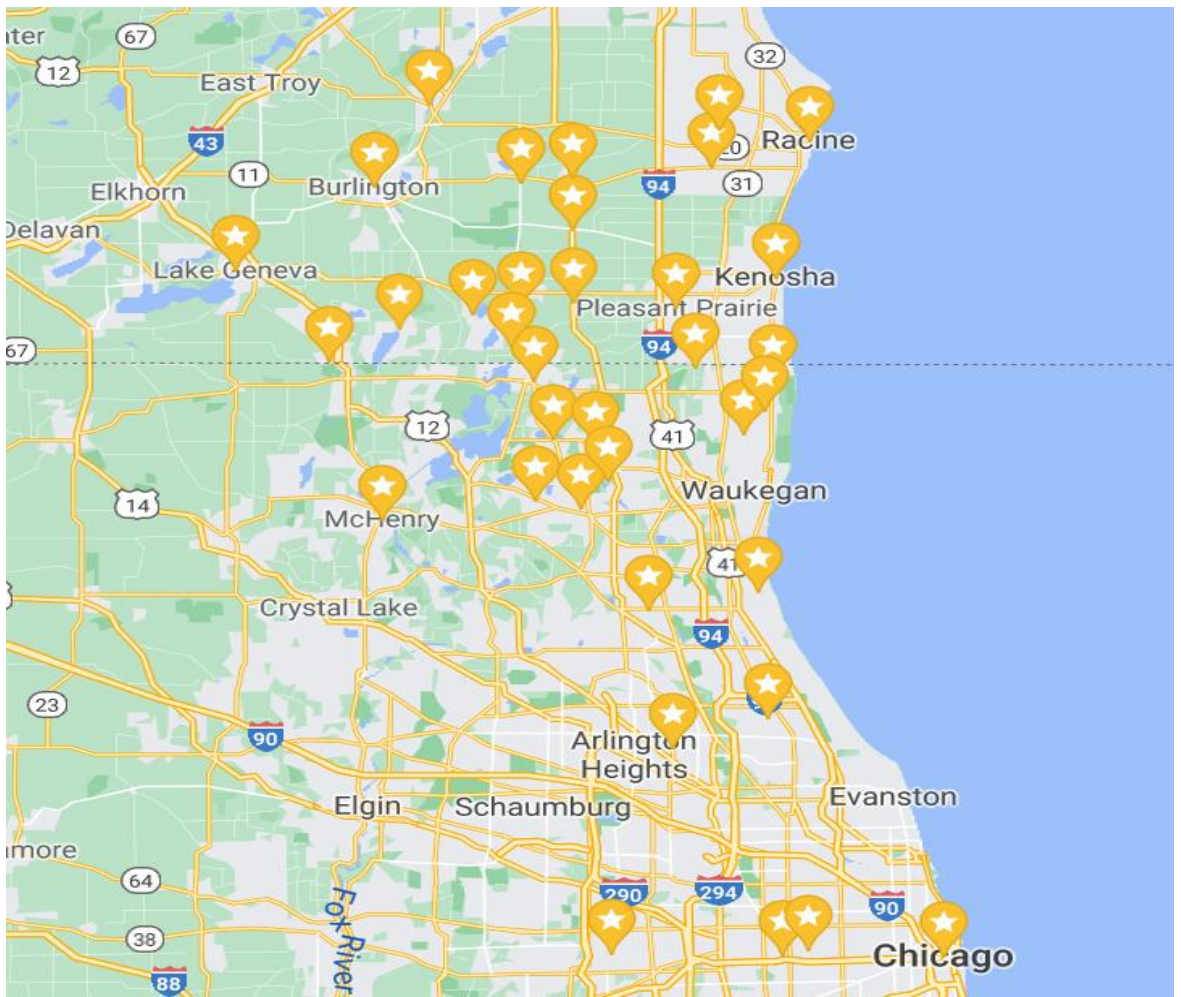 ater
67
12
East Troy
32
43
20
Racine
11
Burlington
94
31
Elkhorn
Delavan
Lake Geneva
Kenosha
Pleasant Prairie
67
94
12
41
14
Waukegan
McHenry
41
Crystal Lake
94
23
90
Arlington
Heights
Elgin
Schaumburg
Evanston
amore
64
290
294
90
Fox River
38
Chicago
88